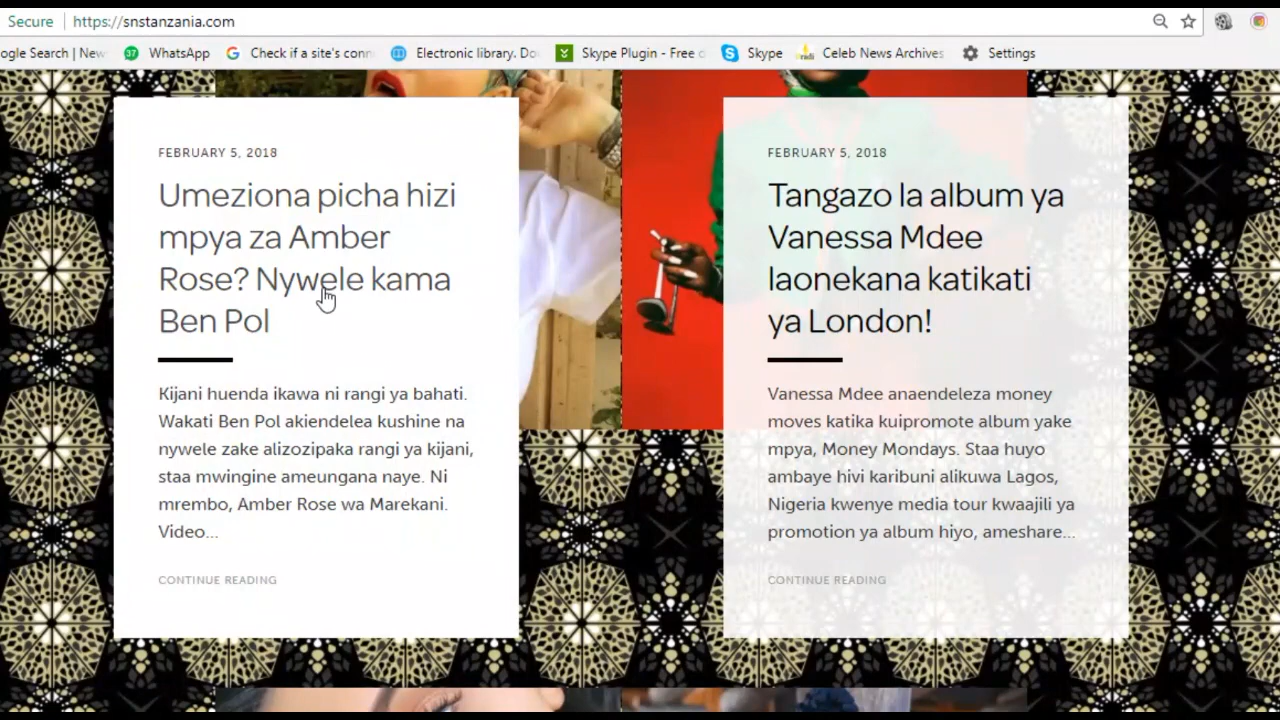 Secure https://snstanzania.com
ogle Search | New 37 WhatsApp Check if a site's conn Electronic library. Do Skype Plugin - Free Skype Celeb News Archives Settings
FEBRUARY 5, 2018
Umeziona picha hizi
mpya za Amber
Rose? Nywele kama
Ben Pol
Kijani huenda ikawa ni rangi ya bahati.
Wakati Ben Pol akiendelea kushine na
nywele zake alizozipaka rangi ya kijani,
staa mwingine ameungana naye. Ni
mrembo, Amber Rose wa Marekani.
Video...
CONTINUE READING
FEBRUARY 5, 2018
Tangazo la album ya
Vanessa Mdee
laonekana katikati
ya London!
Vanessa Mdee anaendeleza money
moves katika kuipromote album yake
mpya, Money Mondays. Staa huyo
ambaye hivi karibuni alikuwa Lagos,
Nigeria kwenye media tour kwaajili ya
promotion ya album hiyo, ameshare...
CONTINUE READING